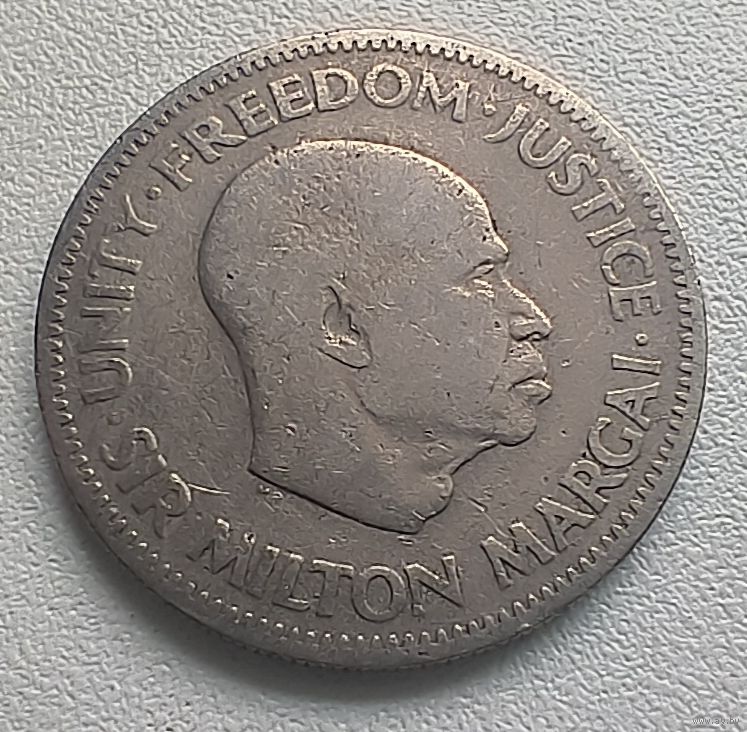 UNITY · FREEDOM · JUSTICE ·
SIR MILTON MARGAI